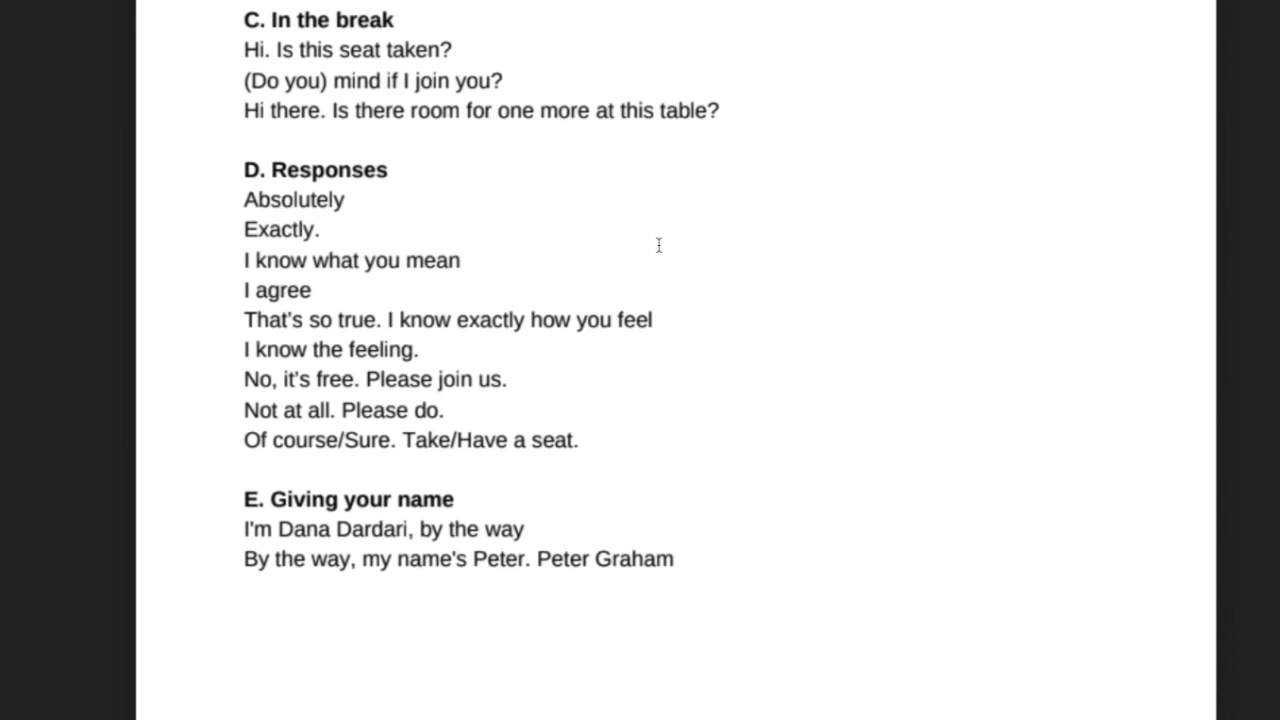 C. In the break
Hi. Is this seat taken?
(Do you) mind if I join you?
Hi there. Is there room for one more at this table?
D. Responses
Absolutely
Exactly.
I know what you mean
I agree
That’s so true. I know exactly how you feel
I know the feeling.
No, it’s free. Please join us.
Not at all. Please do.
Of course/Sure. Take/Have a seat.
E. Giving your name
I'm Dana Dardari, by the way
By the way, my name's Peter. Peter Graham